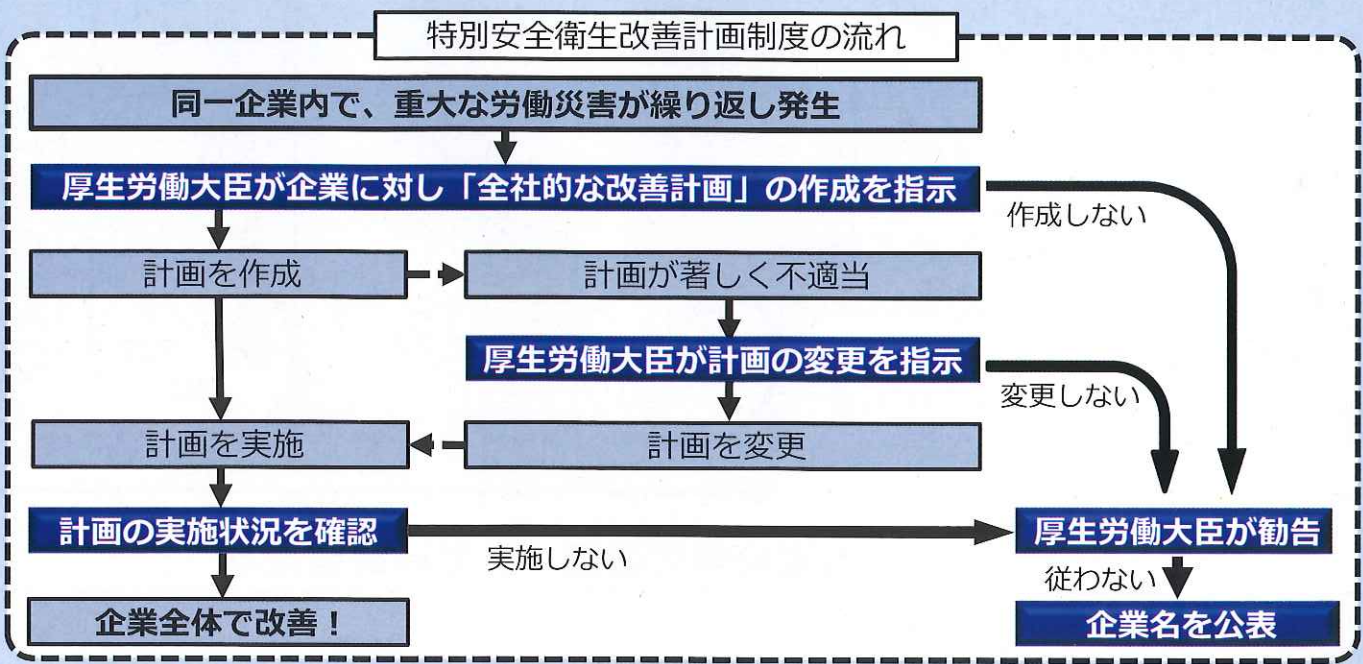 特別安全衛生改善計画制度の流れ
同一企業内で、重大な労働災害が繰り返し発生
厚生労働大臣が企業に対し「全社的な改善計画」の作成を指示
作成しない
計画を作成
計画が著しく不適当
厚生労働大臣が計画の変更を指示
変更しない
計画を実施
計画を変更
計画の実施状況を確認
実施しない
厚生労働大臣が勧告
従わない
企業全体で改善！
企業名を公表